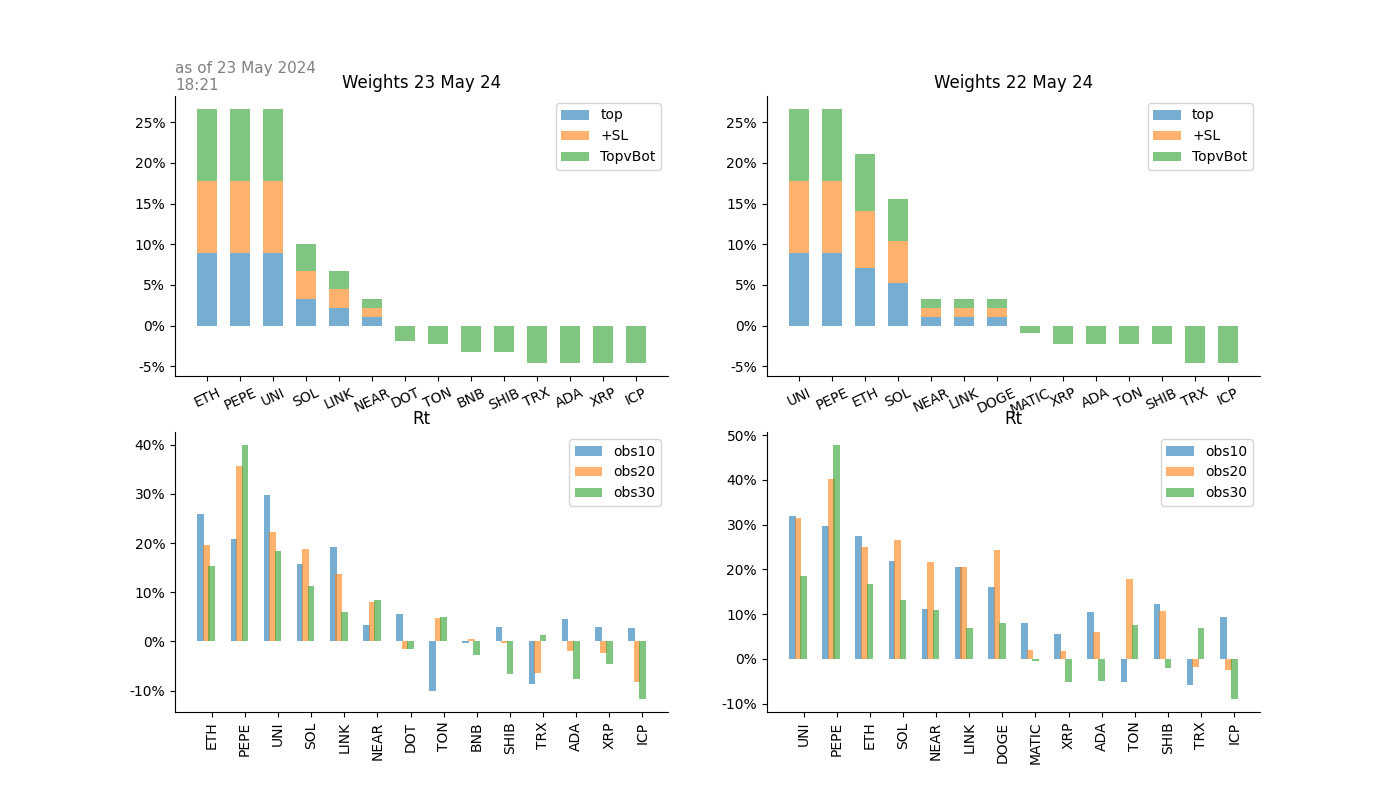 as of 23 May 2024
18:21
Weights 23 May 24
25%
20%
15%
10%
5%
0%
-5%
top
+SL
TopvBot
ETH PEPE UNI SOL LINK NEAR DOT TON BNB SHIB TRX ADA XRP ICP
Weights 22 May 24
25%
20%
15%
10%
5%
0%
-5%
top
+SL
TopvBot
UNI PEPE ETH SOL NEAR LINK DOGE MATIC XRP ADA TON SHIB TRX ICP
Rt
40%
30%
20%
10%
0%
-10%
obs10
obs20
obs30
ETH PEPE UNI SOL LINK NEAR DOT TON BNB SHIB TRX ADA XRP ICP
Rt
50%
40%
30%
20%
10%
0%
-10%
obs10
obs20
obs30
UNI PEPE ETH SOL NEAR LINK DOGE MATIC XRP ADA TON SHIB TRX ICP